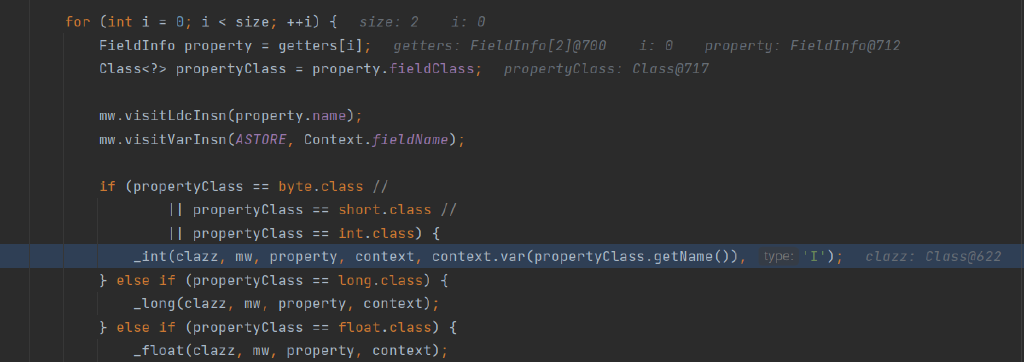 for (int i = 0; i < size; ++i) {   size: 2    i: 0
    FieldInfo property = getters[i];   getters: FieldInfo[2]@700    i: 0    property: FieldInfo@712
    Class<?> propertyClass = property.fieldClass;   propertyClass: Class@717
    mw.visitLdcInsn(property.name);
    mw.visitVarInsn(ASTORE, Context.fieldName);
    if (propertyClass == byte.class //
            || propertyClass == short.class //
            || propertyClass == int.class) {
        _int(clazz, mw, property, context, context.var(propertyClass.getName()), type: 'I');   clazz: Class@622
    } else if (propertyClass == long.class) {
        _long(clazz, mw, property, context);
    } else if (propertyClass == float.class) {
        _float(clazz, mw, property, context);